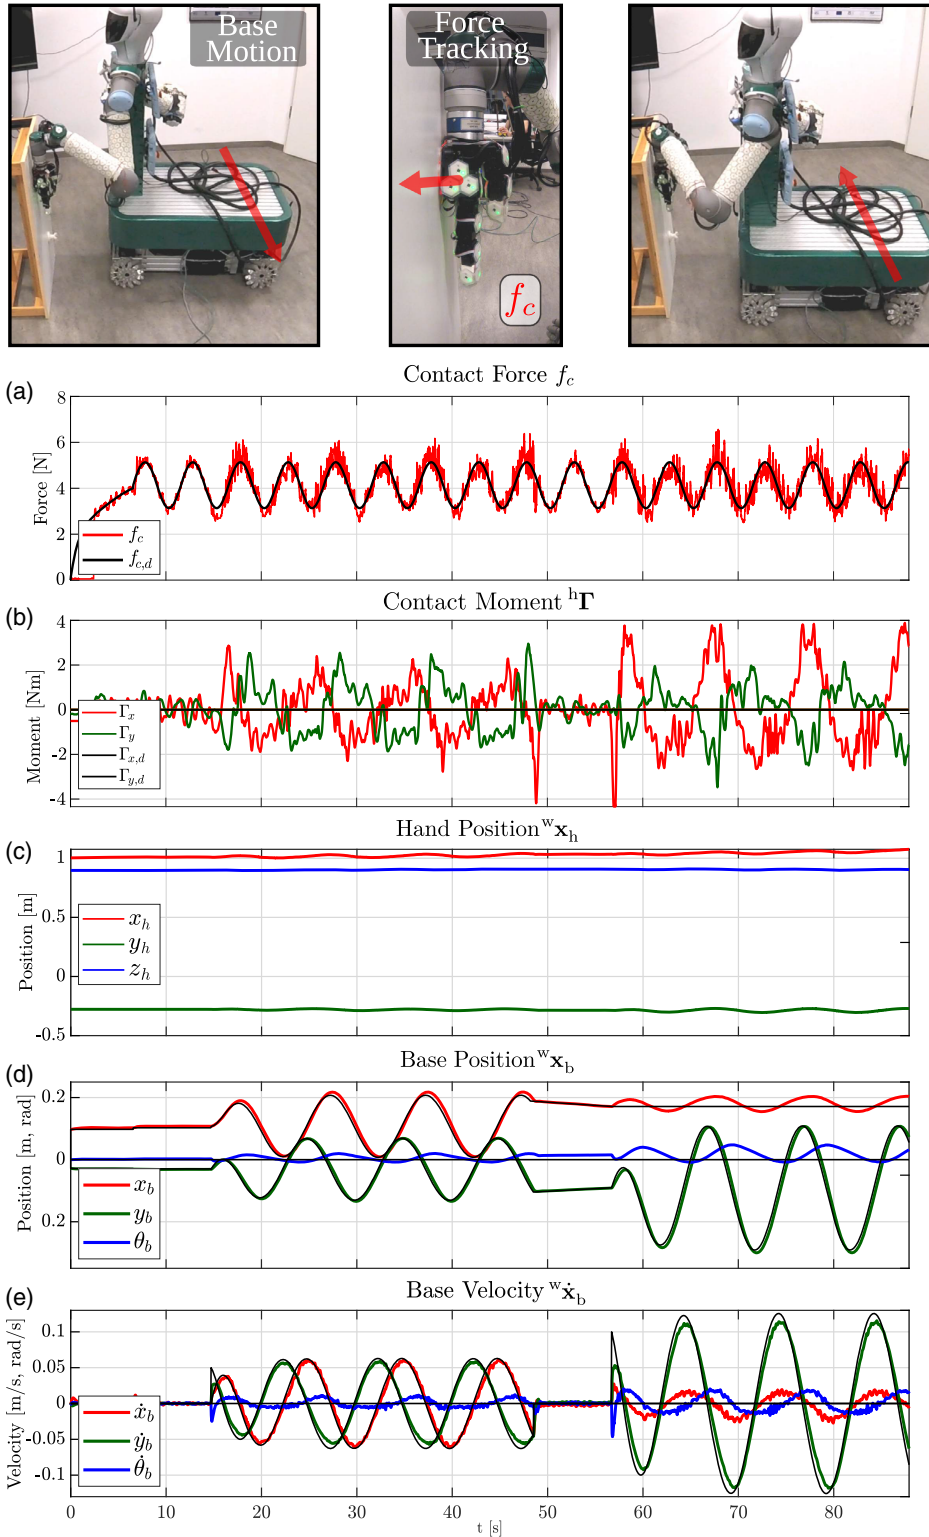 Base
Motion
Force
Tracking
f_c
(a)
Contact Force f_c
Force [N]
8
6
4
2
0
f_c
f_{c,d}
(b)
Contact Moment ^hΓ
Moment [Nm]
4
2
0
-2
-4
Γ_x
Γ_y
Γ_{x,d}
Γ_{y,d}
(c)
Hand Position ^wx_h
Position [m]
1
0.5
0
-0.5
x_h
y_h
z_h
(d)
Base Position ^wx_b
Position [m, rad]
0.2
0
0.2
x_b
y_b
θ_b
(e)
Base Velocity ^wẋ_b
Velocity [m/s, rad/s]
0.1
0.05
0
-0.05
-0.1
ẋ_b
ẏ_b
θ̇_b
0 10 20 30 40 50 60 70 80
t [s]